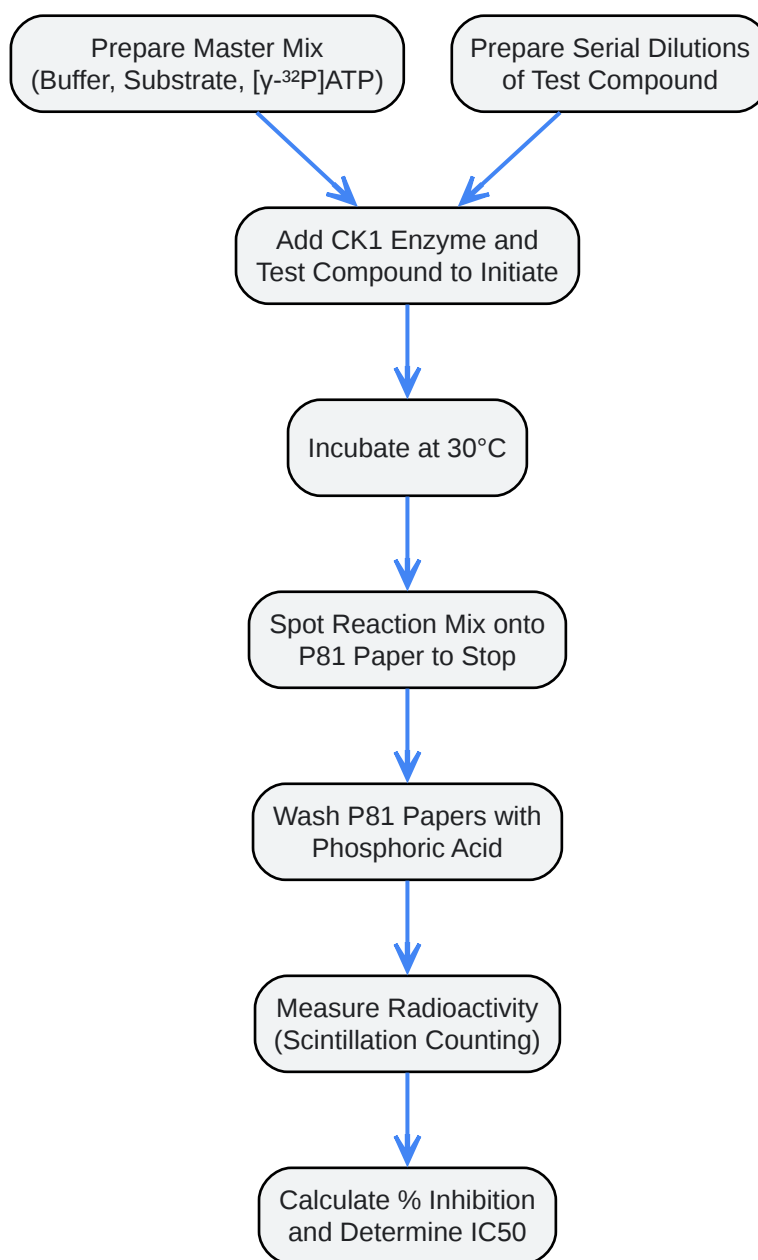 Prepare Master Mix
(Buffer, Substrate, [γ-³²P]ATP)
Prepare Serial Dilutions
of Test Compound
Add CK1 Enzyme and
Test Compound to Initiate
Incubate at 30°C
Spot Reaction Mix onto
P81 Paper to Stop
Wash P81 Papers with
Phosphoric Acid
Measure Radioactivity
(Scintillation Counting)
Calculate % Inhibition
and Determine IC50